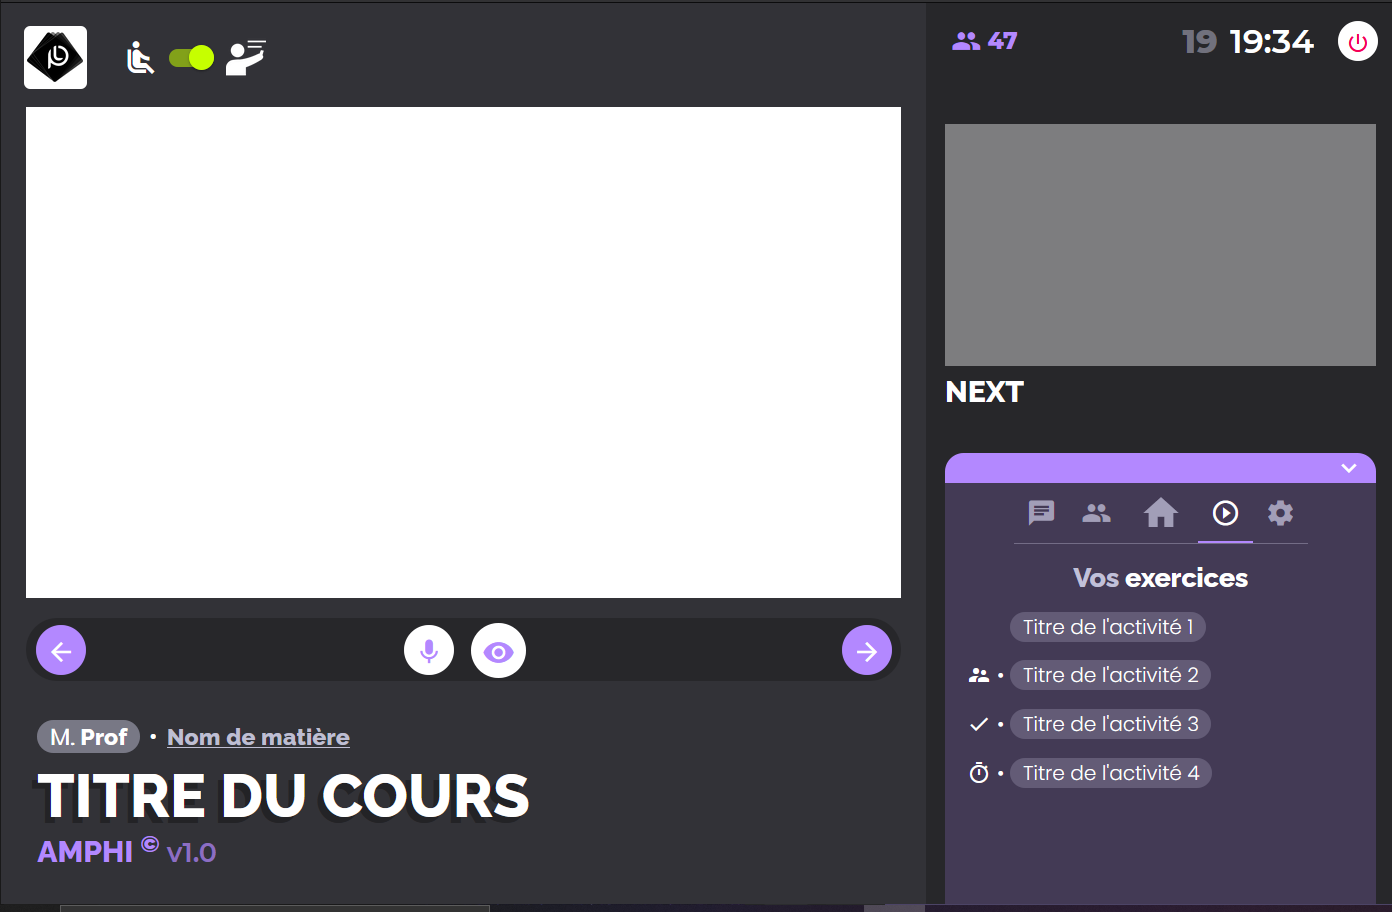 47
19 19:34
NEXT
Vos exercices
Titre de l'activité 1
• Titre de l'activité 2
• Titre de l'activité 3
• Titre de l'activité 4
M. Prof • Nom de matière
TITRE DU COURS
AMPHI © v1.0